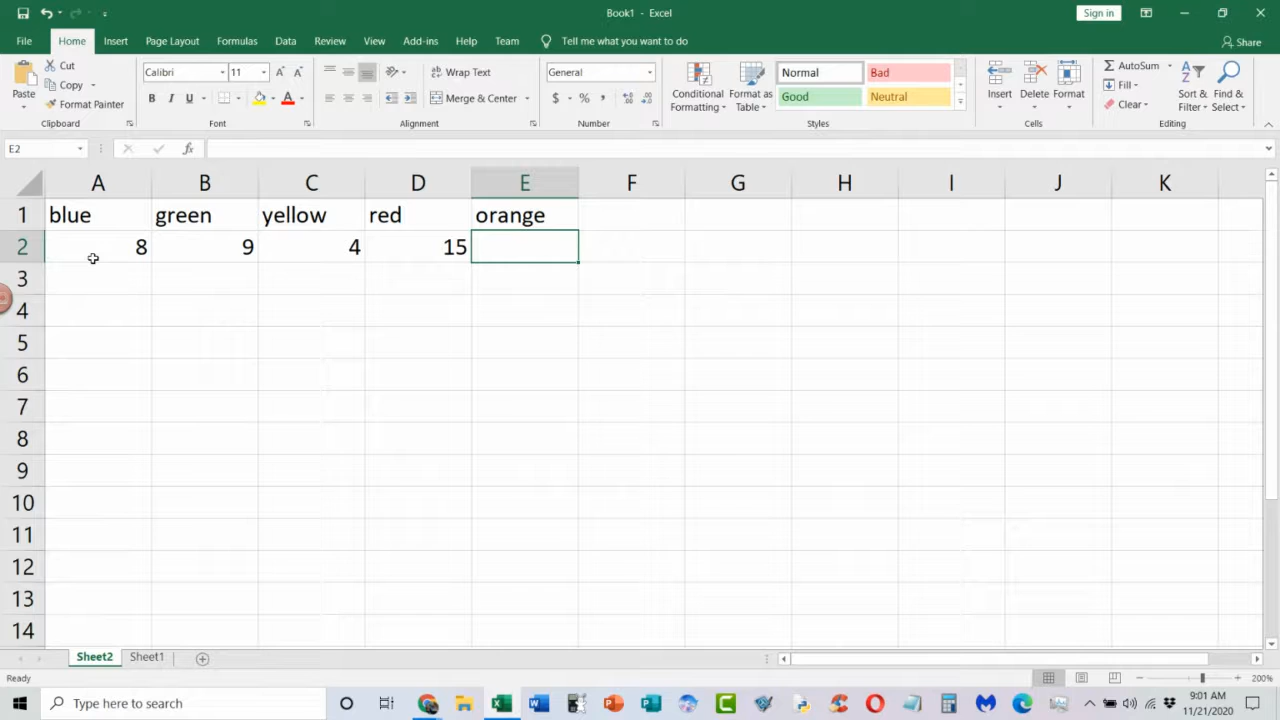 Book1 - Excel
Sign in
File Home Insert Page Layout Formulas Data Review View Add-ins Help Team Tell me what you want to do Share
Paste
Cut
Copy
Format Painter
Clipboard
Calibri 11
B I U
Font
Wrap Text
Merge & Center
Alignment
General
$ % ,
Number
Conditional Formatting
Format as Table
Normal Bad
Good Neutral
Styles
Insert Delete Format
Cells
AutoSum
Fill
Clear
Sort & Filter
Find & Select
Editing
E2 fx
A B C D E F G H I J K
1 blue green yellow red orange
2 8 9 4 15
3
4
5
6
7
8
9
10
11
12
13
14
Sheet2 Sheet1
Ready 200%
Type here to search
9:01 AM
11/21/2020